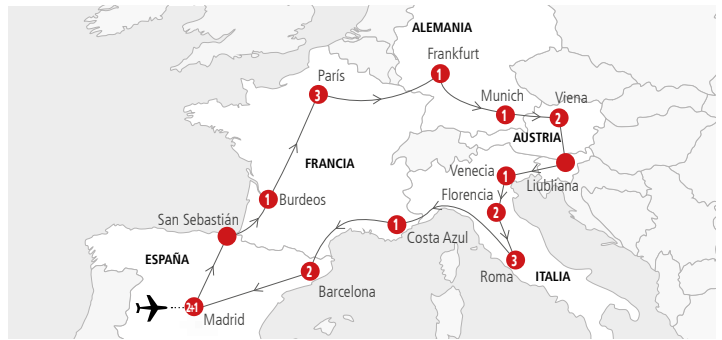 ALEMANIA
Frankfurt
1
París
3
Munich
1
Viena
2
AUSTRIA
FRANCIA
Venecia
1
Liubliana
Burdeos
1
Florencia
2
San Sebastián
Costa Azul
1
ESPAÑA
Roma
3
ITALIA
Barcelona
2
Madrid
2+1